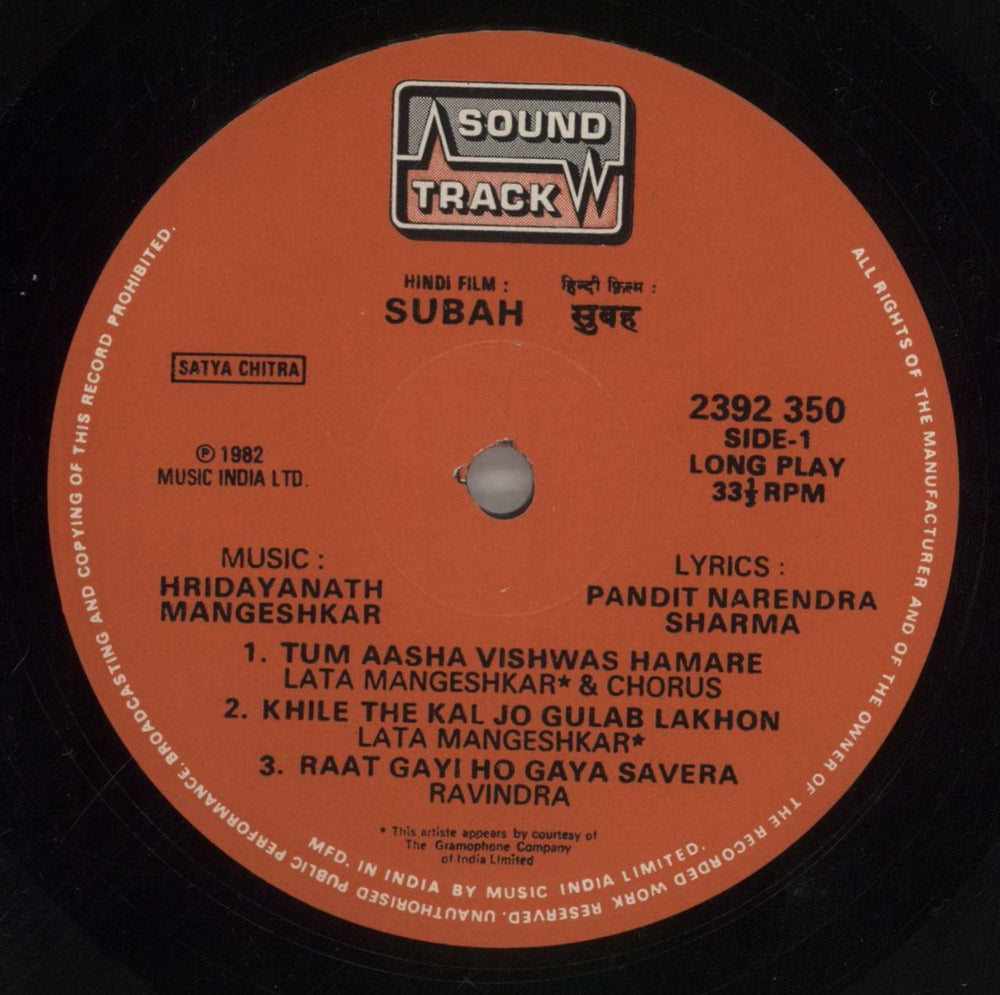 SOUND
TRACK
HINDI FILM :
SUBAH
हिन्दी फ़िल्म :
सुबह
SATYA CHITRA
2392 350
SIDE-1
LONG PLAY
33⅓ RPM
℗ 1982
MUSIC INDIA LTD.
MUSIC :
HRIDAYANATH
MANGESHKAR
LYRICS :
PANDIT NARENDRA
SHARMA
1. TUM AASHA VISHWAS HAMARE
LATA MANGESHKAR* & CHORUS
2. KHILE THE KAL JO GULAB LAKHON
LATA MANGESHKAR*
3. RAAT GAYI HO GAYA SAVERA
RAVINDRA
* This artiste appears by courtesy of
The Gramophone Company
of India Limited
MFD. IN INDIA BY MUSIC INDIA LIMITED.
ALL RIGHTS OF THE MANUFACTURER AND OF THE OWNER OF THE RECORDED WORK RESERVED. UNAUTHORISED PUBLIC PERFORMANCE, BROADCASTING AND COPYING OF THIS RECORD PROHIBITED.